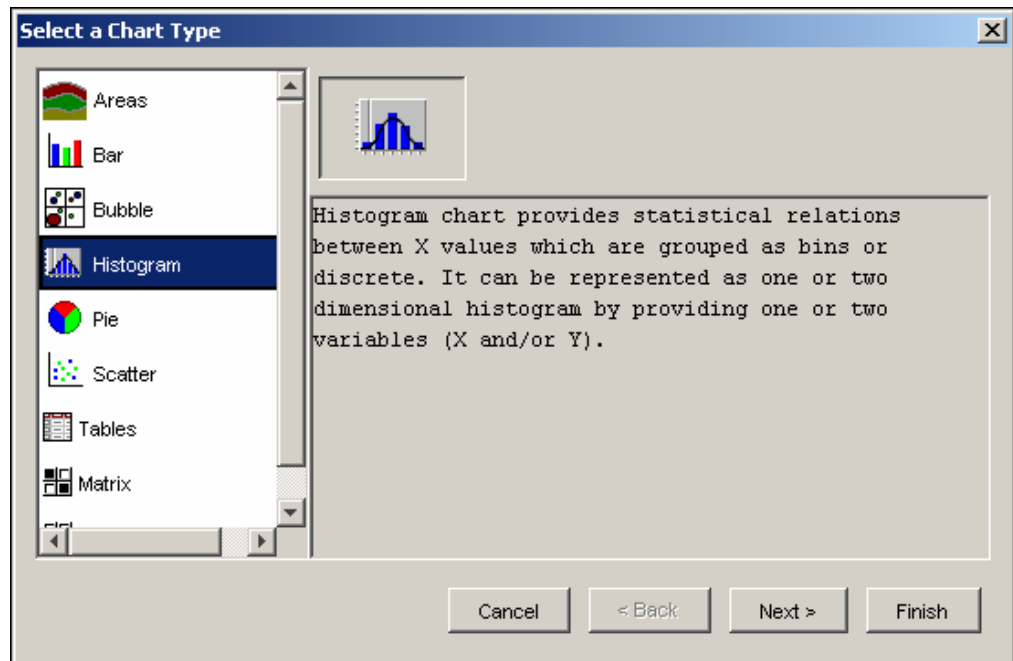 Select a Chart Type
Areas
Bar
Bubble
Histogram
Pie
Scatter
Tables
Matrix
Histogram chart provides statistical relations
between X values which are grouped as bins or
discrete. It can be represented as one or two
dimensional histogram by providing one or two
variables (X and/or Y).
Cancel
< Back
Next >
Finish